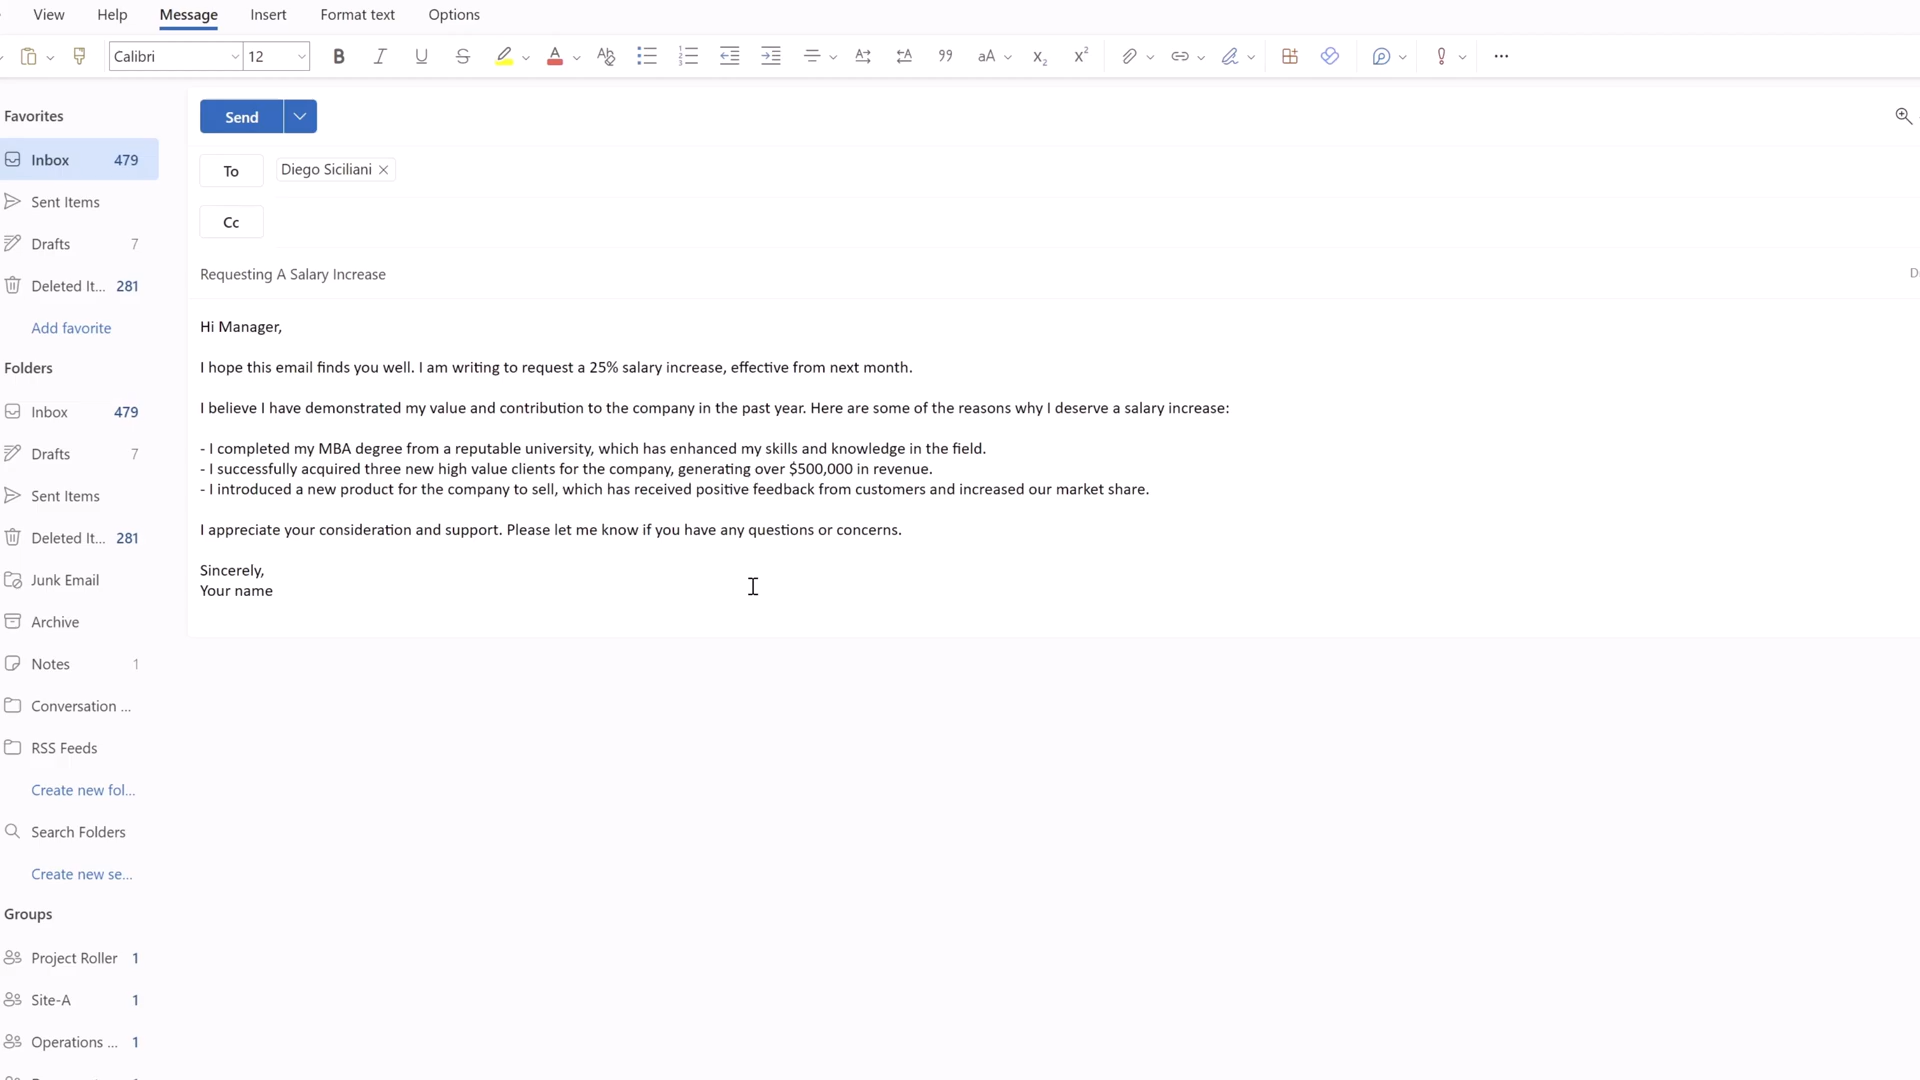 View Help Message Insert Format text Options
Calibri 12
Favorites
Inbox 479
Sent Items
Drafts 7
Deleted It... 281
Add favorite
Folders
Inbox 479
Drafts 7
Sent Items
Deleted It... 281
Junk Email
Archive
Notes 1
Conversation ...
RSS Feeds
Create new fol...
Search Folders
Create new se...
Groups
Project Roller 1
Site-A 1
Operations ... 1
Send
To Diego Siciliani
Cc
Requesting A Salary Increase
Hi Manager,
I hope this email finds you well. I am writing to request a 25% salary increase, effective from next month.
I believe I have demonstrated my value and contribution to the company in the past year. Here are some of the reasons why I deserve a salary increase:
- I completed my MBA degree from a reputable university, which has enhanced my skills and knowledge in the field.
- I successfully acquired three new high value clients for the company, generating over $500,000 in revenue.
- I introduced a new product for the company to sell, which has received positive feedback from customers and increased our market share.
I appreciate your consideration and support. Please let me know if you have any questions or concerns.
Sincerely,
Your name